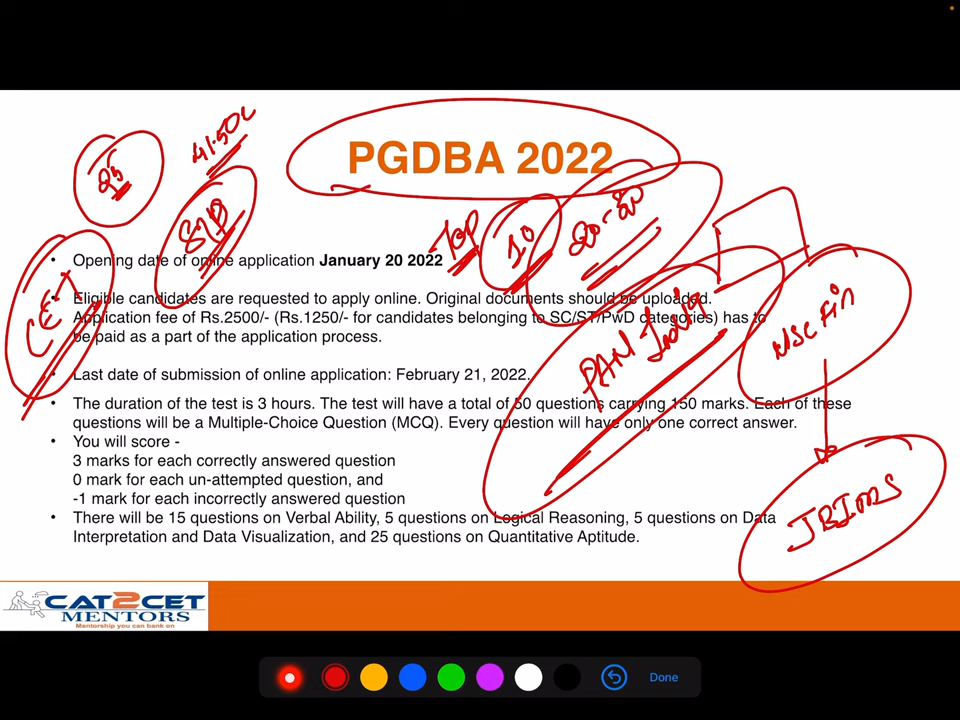 PGDBA 2022
25
41.50L
SIP
Top
10
20-30
CET
PAN India
MSc Fin
JBIMS
• Opening date of online application January 20 2022
• Eligible candidates are requested to apply online. Original documents should be uploaded.
Application fee of Rs.2500/- (Rs.1250/- for candidates belonging to SC/ST/PwD categories) has to
be paid as a part of the application process.
• Last date of submission of online application: February 21, 2022.
• The duration of the test is 3 hours. The test will have a total of 50 questions carrying 150 marks. Each of these
questions will be a Multiple-Choice Question (MCQ). Every question will have only one correct answer.
• You will score -
3 marks for each correctly answered question
0 mark for each un-attempted question, and
-1 mark for each incorrectly answered question
• There will be 15 questions on Verbal Ability, 5 questions on Logical Reasoning, 5 questions on Data
Interpretation and Data Visualization, and 25 questions on Quantitative Aptitude.
CAT2CET
MENTORS
Mentorship you can bank on
Done